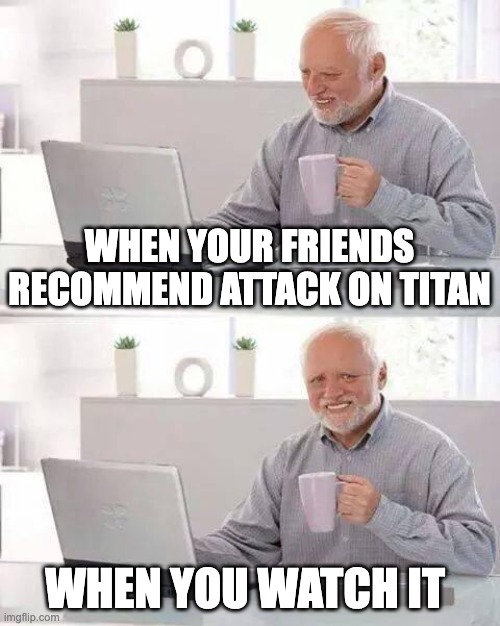 WHEN YOUR FRIENDS
RECOMMEND ATTACK ON TITAN
WHEN YOU WATCH IT
imgflip.com